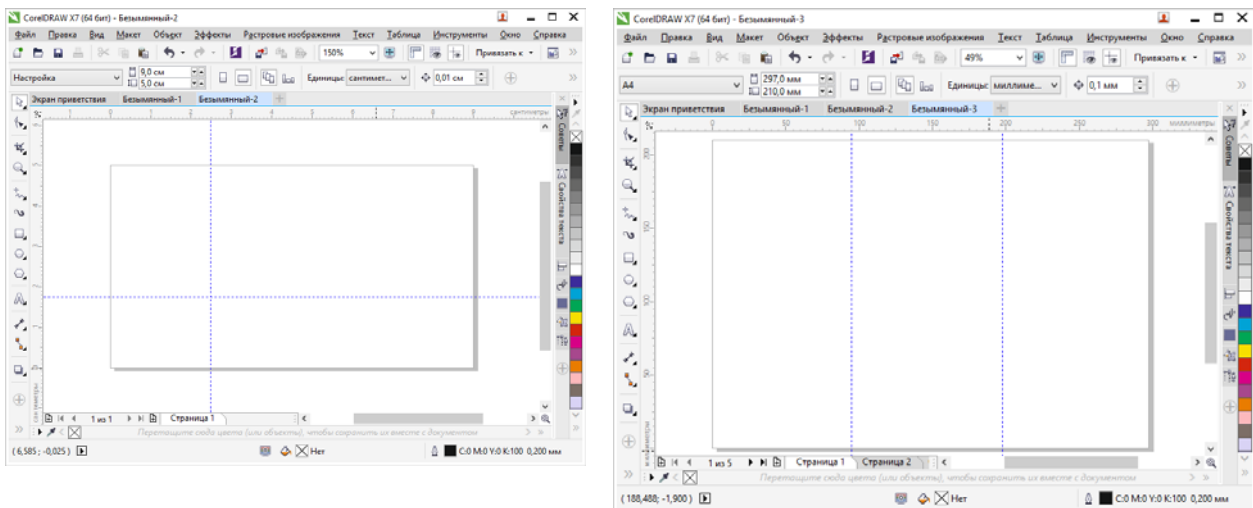 CorelDRAW X7 (64 бит) - Безымянный-2
Файл Правка Вид Макет Объект Эффекты Растровые изображения Текст Таблица Инструменты Окно Справка
150% Привязать к
Настройка 9,0 см 5,0 см Единицы: сантимет... 0,01 см
Экран приветствия Безымянный-1 Безымянный-2
сантиметры
Советы
Свойства текста
1 из 1 Страница 1
Перетащите сюда цвета (или объекты), чтобы сохранить их вместе с документом
( 6,585 ; -0,025 ) Нет C:0 M:0 Y:0 K:100 0,200 мм
CorelDRAW X7 (64 бит) - Безымянный-3
Файл Правка Вид Макет Объект Эффекты Растровые изображения Текст Таблица Инструменты Окно Справка
49% Привязать к
A4 297,0 мм 210,0 мм Единицы: миллиме... 0,1 мм
Экран приветствия Безымянный-1 Безымянный-2 Безымянный-3
0 50 100 150 200 250 300 миллиметры
Советы
Свойства текста
1 из 5 Страница 1 Страница 2
Перетащите сюда цвета (или объекты), чтобы сохранить их вместе с документом
( 188,488; -1,900 ) Нет C:0 M:0 Y:0 K:100 0,200 мм